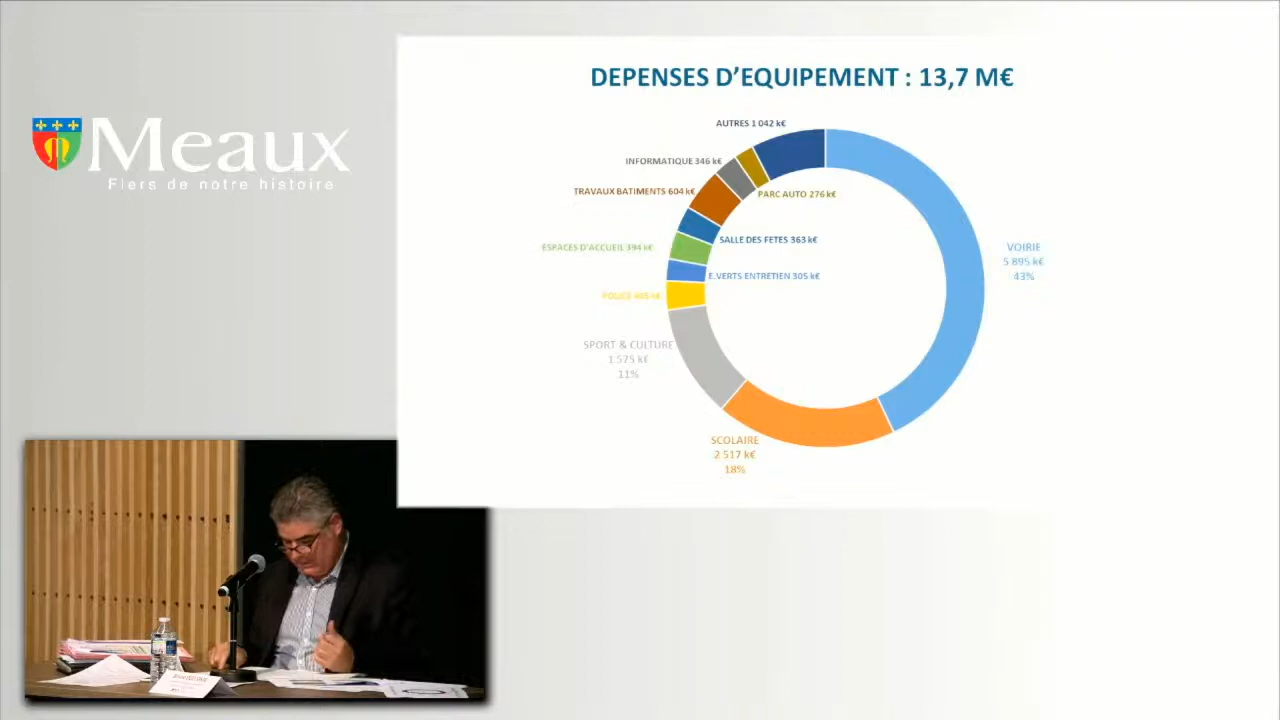 Meaux
Fiers de notre histoire
DEPENSES D'EQUIPEMENT : 13,7 M€
AUTRES 1 042 k€
INFORMATIQUE 346 k€
TRAVAUX BATIMENTS 604 k€
PARC AUTO 276 k€
SALLE DES FETES 363 k€
ESPACES D'ACCUEIL 394 k€
VOIRIE
5 895 k€
43%
E.VERTS ENTRETIEN 305 k€
POLICE
SPORT & CULTURE
1 575 k€
11%
SCOLAIRE
2 517 k€
18%